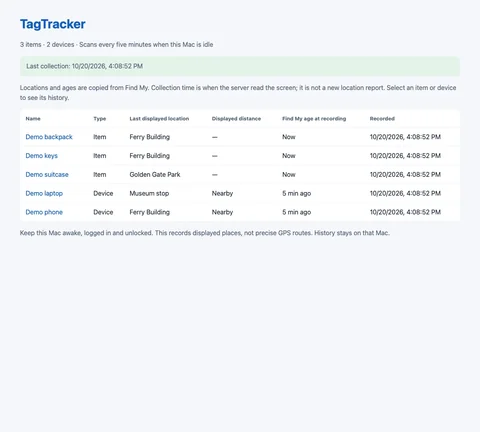 TagTracker
3 items · 2 devices · Scans every five minutes when this Mac is idle
Last collection: 10/20/2026, 4:08:52 PM
Locations and ages are copied from Find My. Collection time is when the server read the screen; it is not a new location report. Select an item or device
to see its history.
Name Type Last displayed location Displayed distance Find My age at recording Recorded
Demo backpack Item Ferry Building — Now 10/20/2026, 4:08:52 PM
Demo keys Item Ferry Building — Now 10/20/2026, 4:08:52 PM
Demo suitcase Item Golden Gate Park — Now 10/20/2026, 4:08:52 PM
Demo laptop Device Museum stop Nearby 5 min ago 10/20/2026, 4:08:52 PM
Demo phone Device Ferry Building Nearby 5 min ago 10/20/2026, 4:08:52 PM
Keep this Mac awake, logged in and unlocked. This records displayed places, not precise GPS routes. History stays on that Mac.